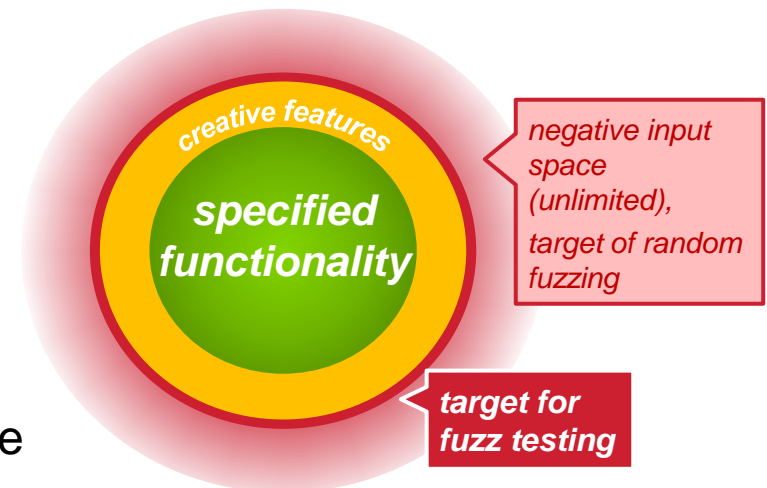 creative features
specified
functionality
negative input
space
(unlimited),
target of random
fuzzing
target for
fuzz testing
e